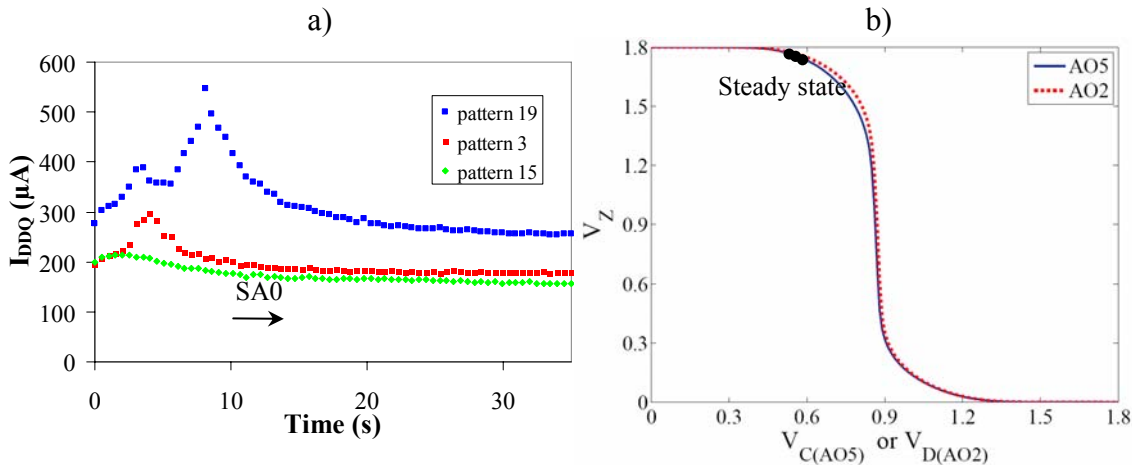 a)
600
500
400
300
200
100
0
I_DDQ (µA)
pattern 19
pattern 3
pattern 15
SA0
0
10
20
30
Time (s)
b)
1.8
1.5
1.2
0.9
0.6
0.3
0
V_Z
Steady state
AO5
AO2
0
0.3
0.6
0.9
1.2
1.5
1.8
V_C(AO5) or V_D(AO2)